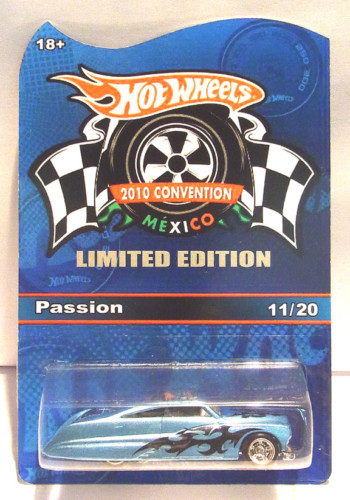 18+
HOT WHEELS
2010 CONVENTION
MÉXICO
LIMITED EDITION
Passion 11/20